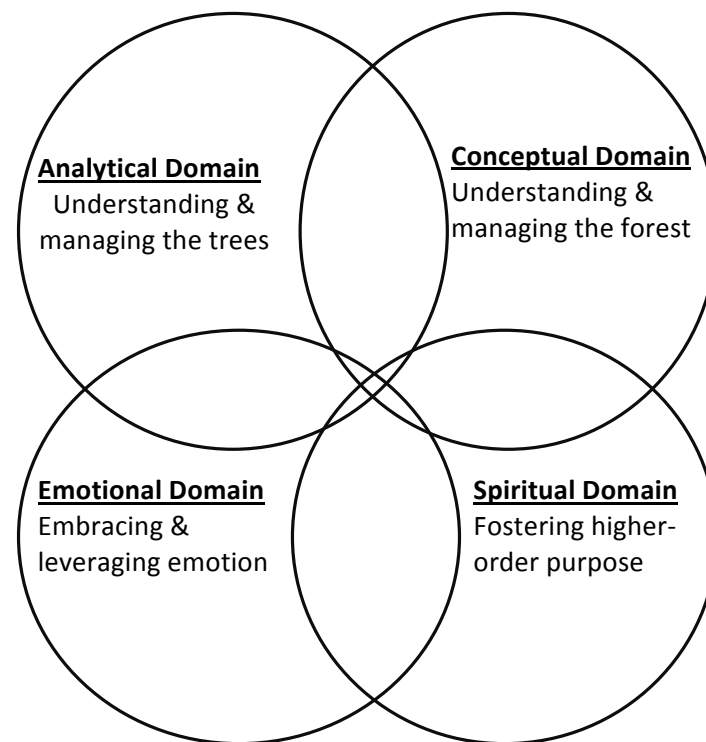 Analytical Domain
Understanding &
managing the trees
Conceptual Domain
Understanding &
managing the forest
Emotional Domain
Embracing &
leveraging emotion
Spiritual Domain
Fostering higher-
order purpose